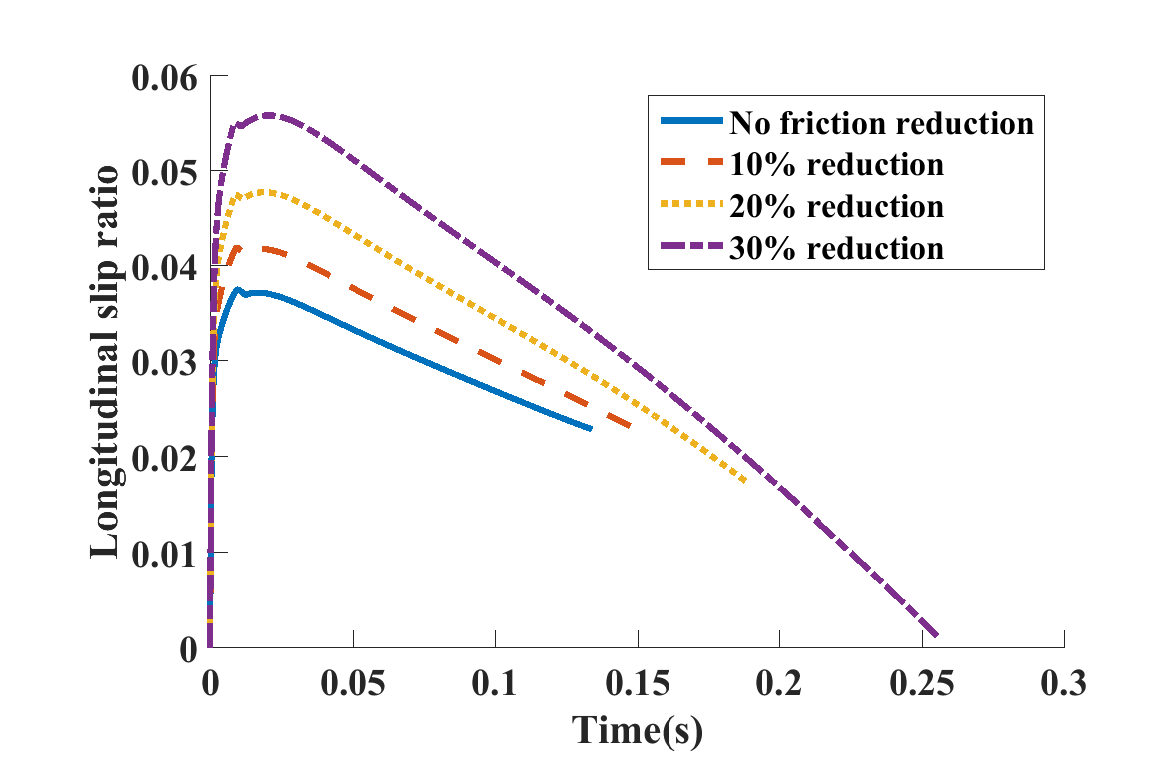 0.06
0.05
0.04
0.03
0.02
0.01
0
Longitudinal slip ratio
No friction reduction
10% reduction
20% reduction
30% reduction
0 0.05 0.1 0.15 0.2 0.25 0.3
Time(s)